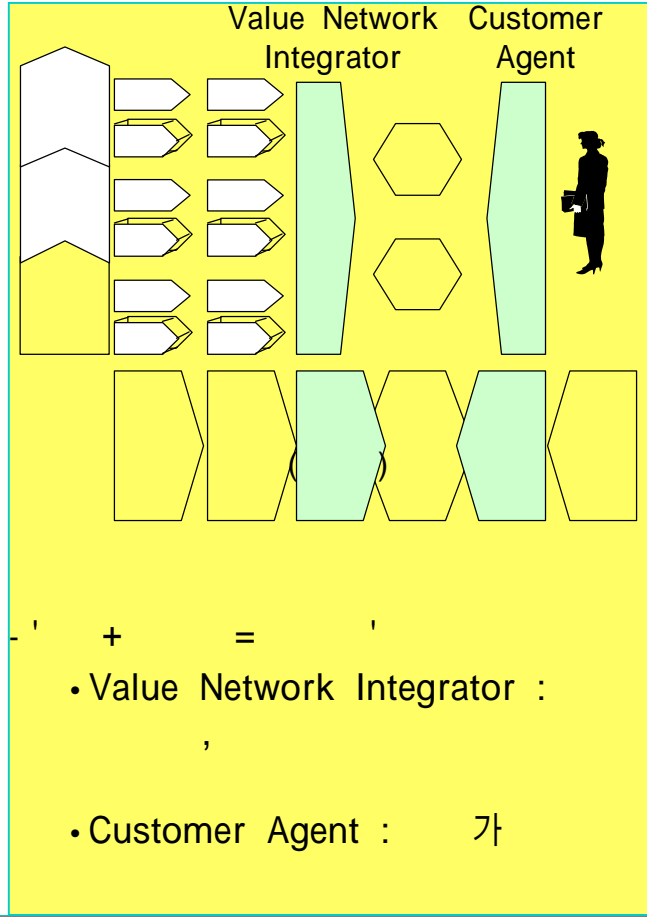 Value Network Customer
Integrator Agent
( )
- ' + = '
• Value Network Integrator :
,
• Customer Agent : 가